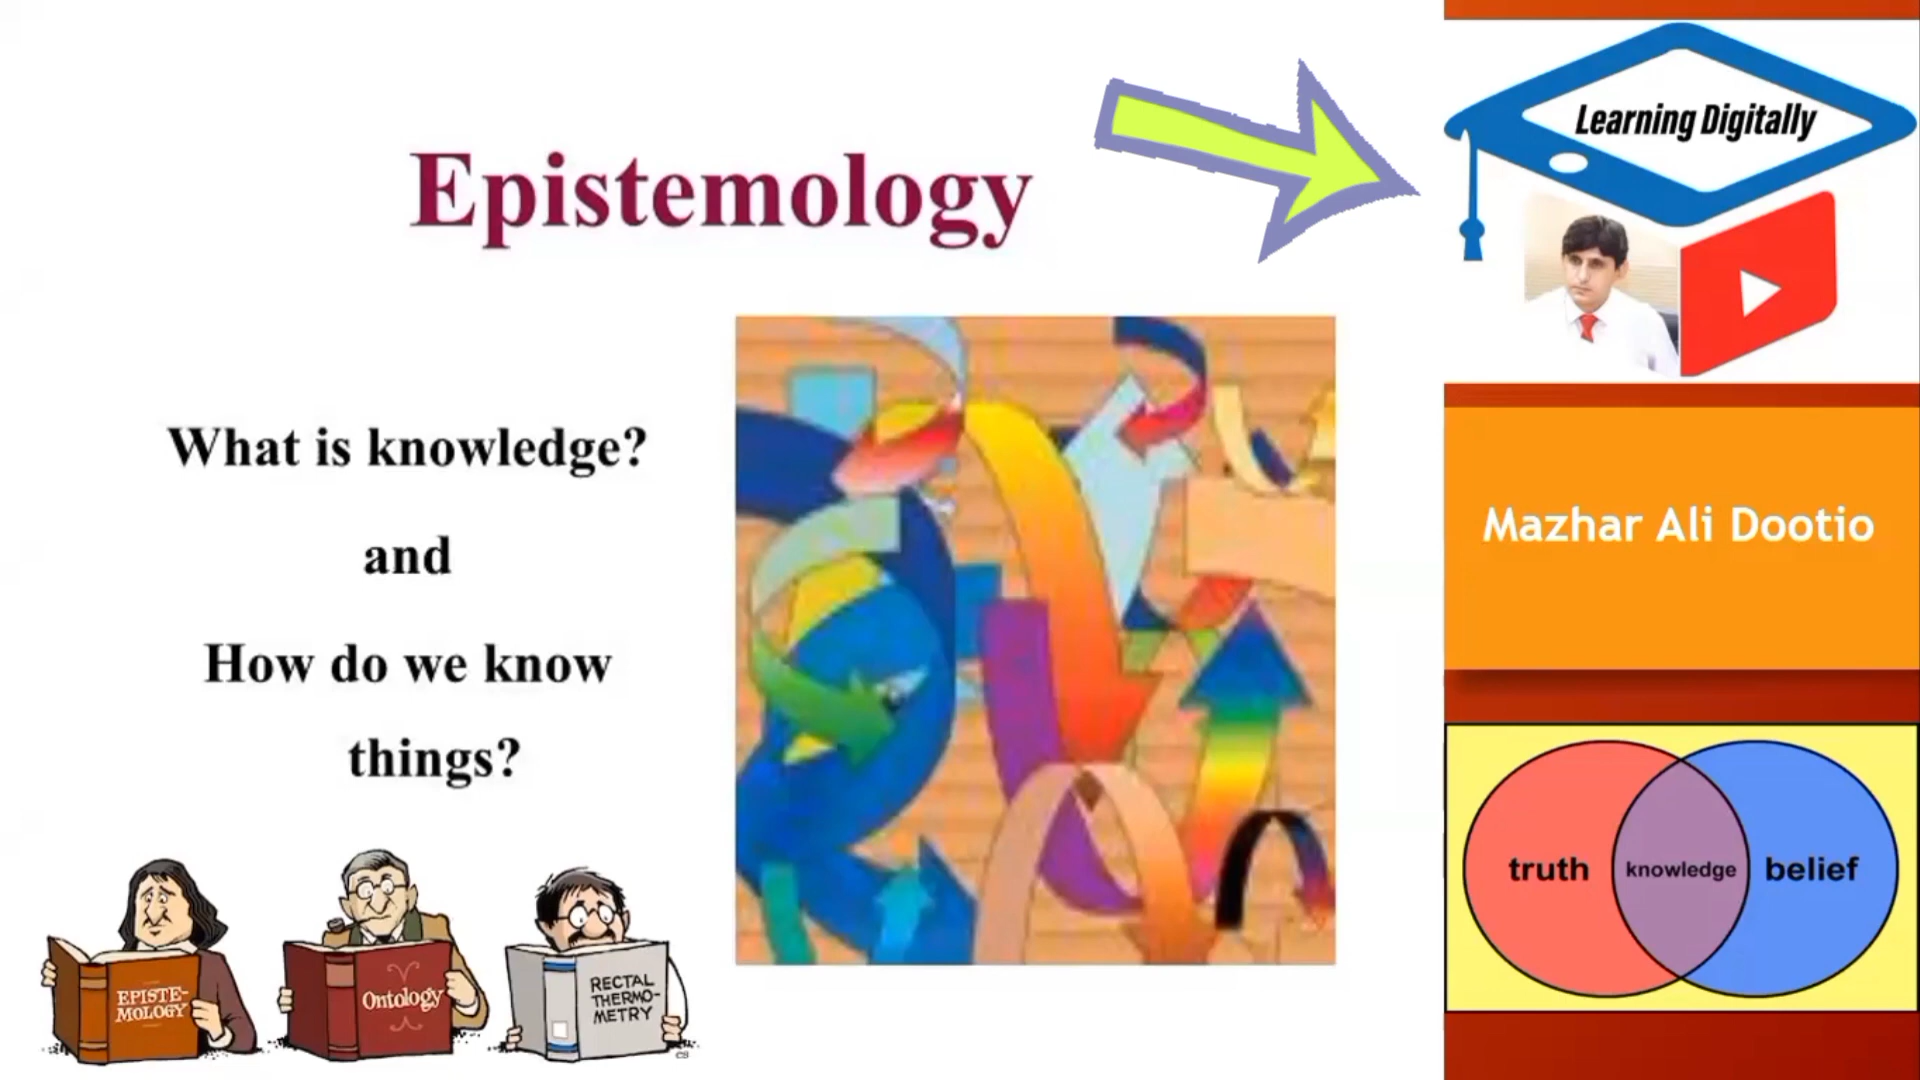 Epistemology
What is knowledge?
and
How do we know
things?
EPISTE-
MOLOGY
Ontology
RECTAL
THERMO-
METRY
CS
Learning Digitally
Mazhar Ali Dootio
truth
knowledge
belief